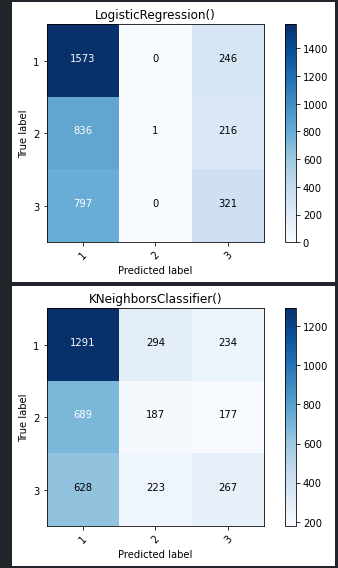 LogisticRegression()
1 1573 0 246
2 836 1 216
3 797 0 321
True label
1 2 3
Predicted label
1400
1200
1000
800
600
400
200
0
KNeighborsClassifier()
1 1291 294 234
2 689 187 177
3 628 223 267
True label
1 2 3
Predicted label
1200
1000
800
600
400
200